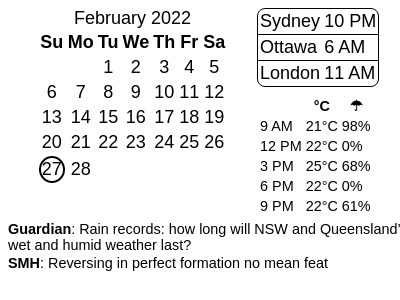 February 2022
Su Mo Tu We Th Fr Sa
1 2 3 4 5
6 7 8 9 10 11 12
13 14 15 16 17 18 19
20 21 22 23 24 25 26
27 28
Sydney 10 PM
Ottawa 6 AM
London 11 AM
°C ☂
9 AM 21°C 98%
12 PM 22°C 0%
3 PM 25°C 68%
6 PM 22°C 0%
9 PM 22°C 61%
Guardian: Rain records: how long will NSW and Queensland’
wet and humid weather last?
SMH: Reversing in perfect formation no mean feat